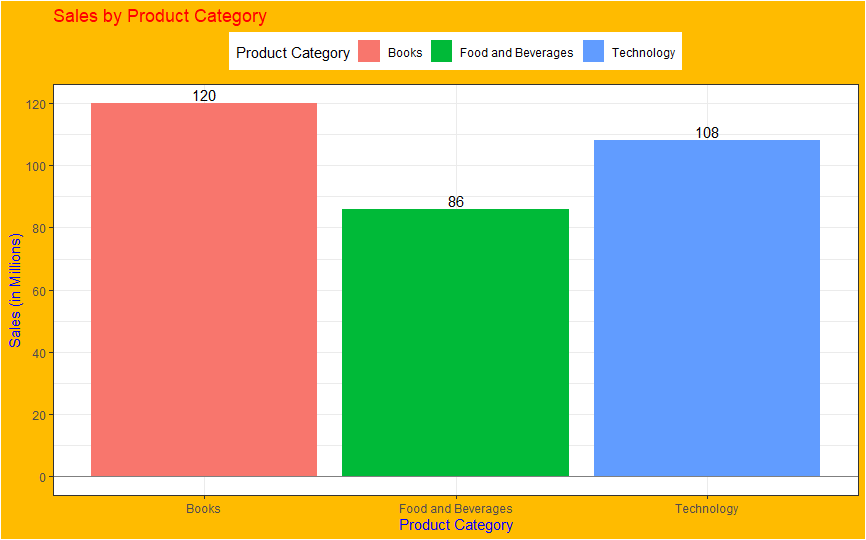 Sales by Product Category
Product Category Books Food and Beverages Technology
120
86
108
120
100
80
60
40
20
0
Sales (in Millions)
Books Food and Beverages Technology
Product Category